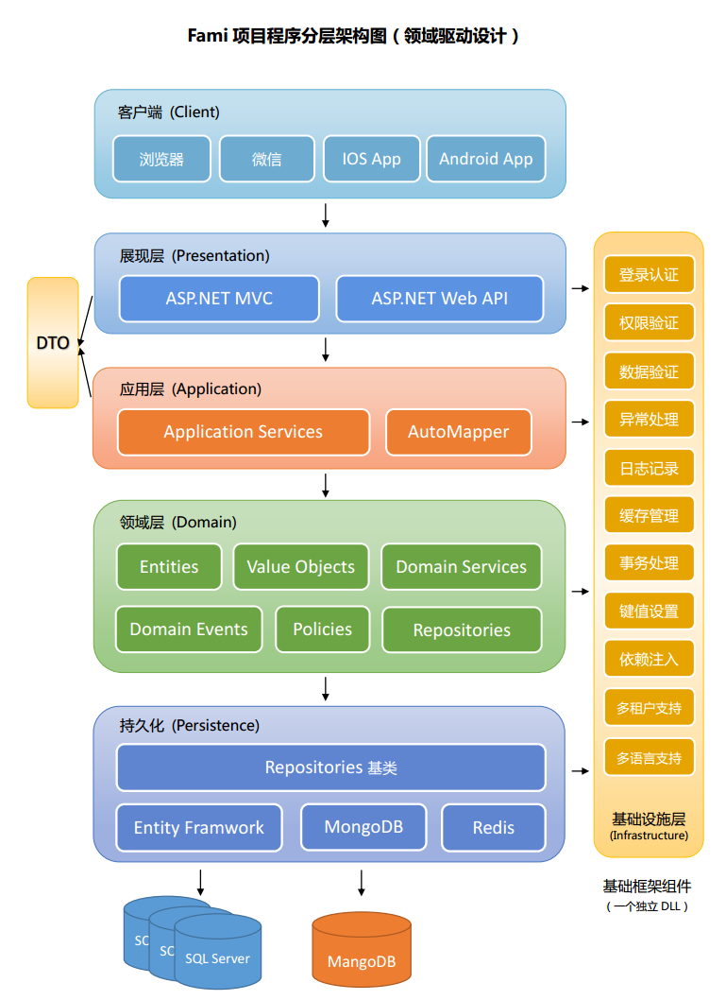 Fami 项目程序分层架构图（领域驱动设计）
客户端 (Client)
浏览器
微信
IOS App
Android App
展现层 (Presentation)
ASP.NET MVC
ASP.NET Web API
DTO
应用层 (Application)
Application Services
AutoMapper
领域层 (Domain)
Entities
Value Objects
Domain Services
Domain Events
Policies
Repositories
持久化 (Persistence)
Repositories 基类
Entity Framwork
MongoDB
Redis
SC
SC
SQL Server
MangoDB
登录认证
权限验证
数据验证
异常处理
日志记录
缓存管理
事务处理
键值设置
依赖注入
多租户支持
多语言支持
基础设施层
(Infrastructure)
基础框架组件
（一个独立 DLL）